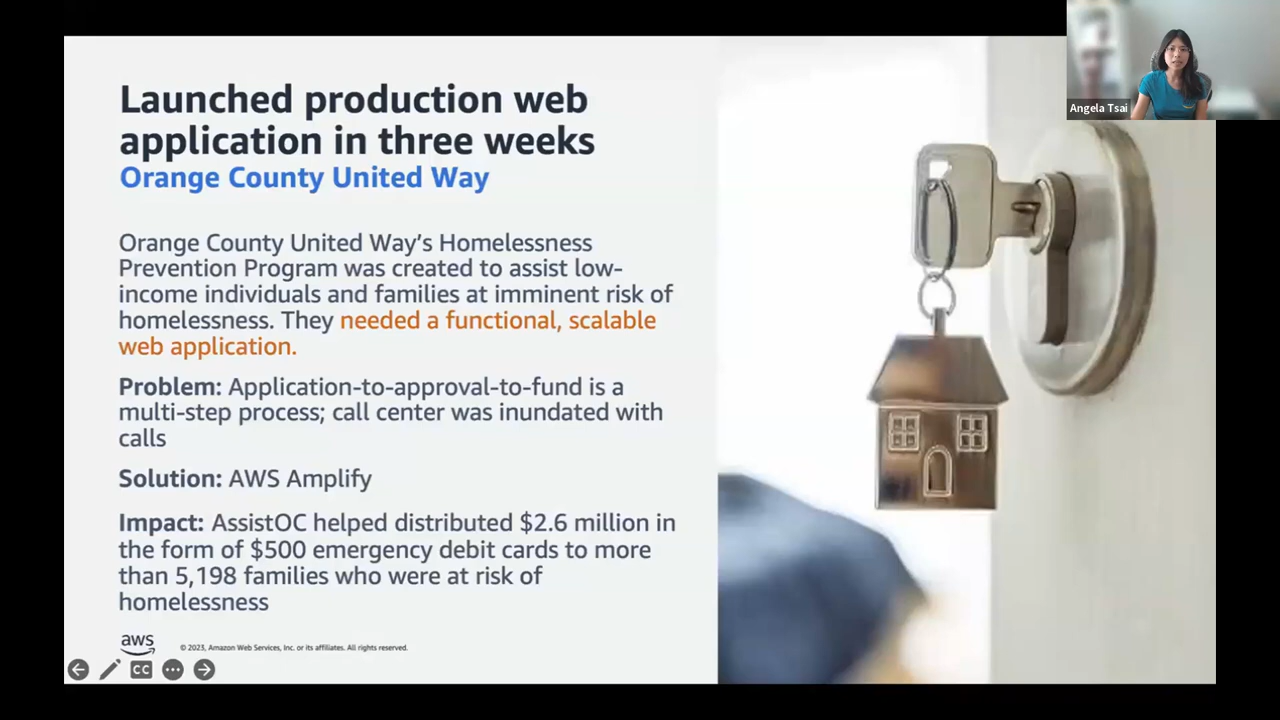 Launched production web
application in three weeks
Orange County United Way
Orange County United Way’s Homelessness
Prevention Program was created to assist low-
income individuals and families at imminent risk of
homelessness. They needed a functional, scalable
web application.
Problem: Application-to-approval-to-fund is a
multi-step process; call center was inundated with
calls
Solution: AWS Amplify
Impact: AssistOC helped distributed $2.6 million in
the form of $500 emergency debit cards to more
than 5,198 families who were at risk of
homelessness
aws
© 2023, Amazon Web Services, Inc. or its affiliates. All rights reserved.
CC
Angela Tsai